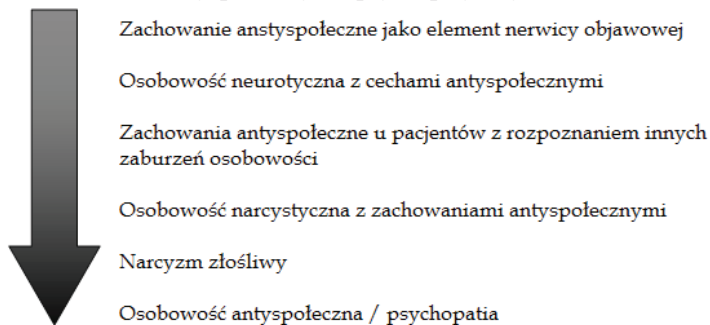 Zachowanie anstyspołeczne jako element nerwicy objawowej
Osobowość neurotyczna z cechami antyspołecznymi
Zachowania antyspołeczne u pacjentów z rozpoznaniem innych
zaburzeń osobowości
Osobowość narcystyczna z zachowaniami antyspołecznymi
Narcyzm złośliwy
Osobowość antyspołeczna / psychopatia